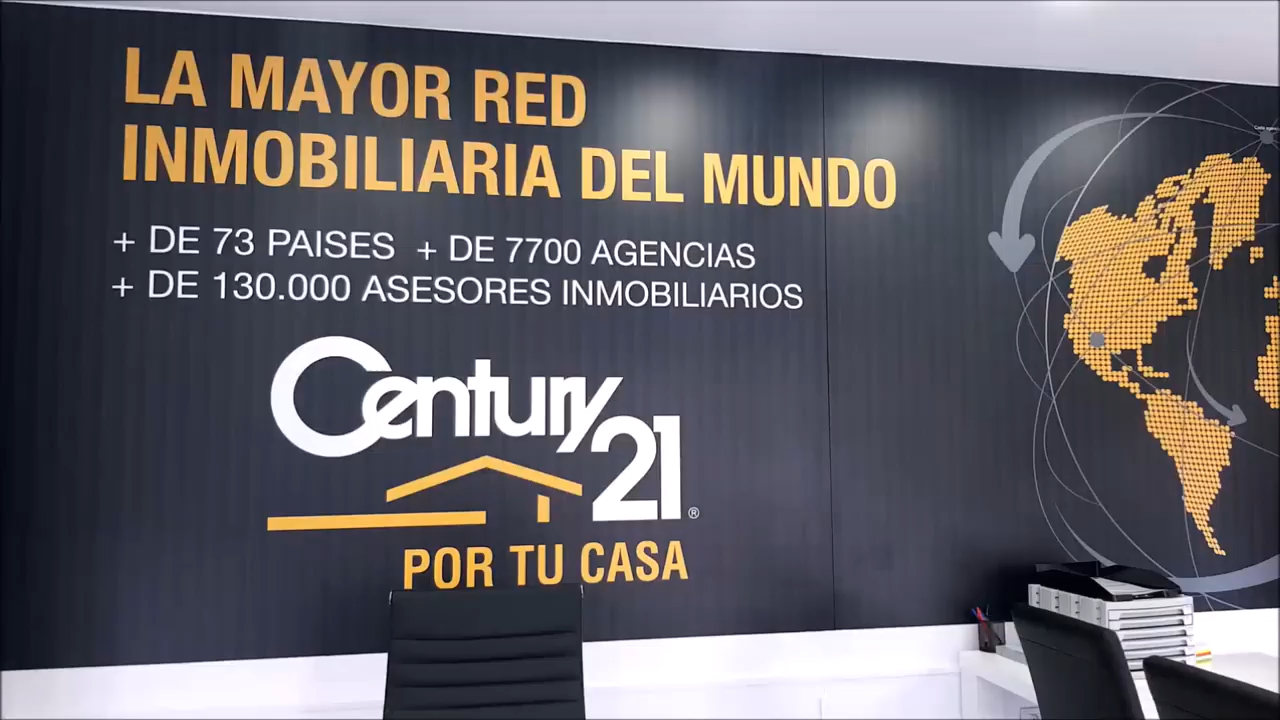 LA MAYOR RED
INMOBILIARIA DEL MUNDO
+ DE 73 PAISES + DE 7700 AGENCIAS
+ DE 130.000 ASESORES INMOBILIARIOS
Century
21®
POR TU CASA